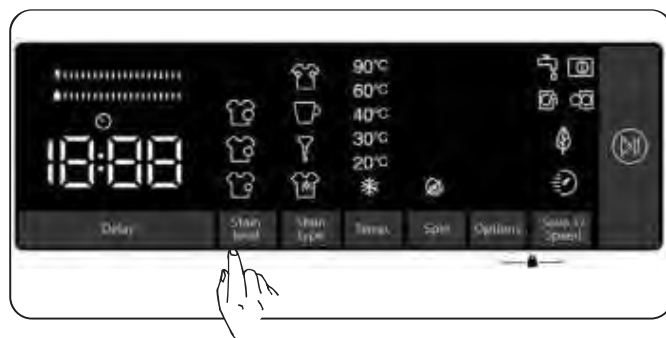 90°C
60°C
40°C
30°C
20°C
18:88
Delay
Stain level
Stain type
Temp.
Spin
Options
Save +/ Speed